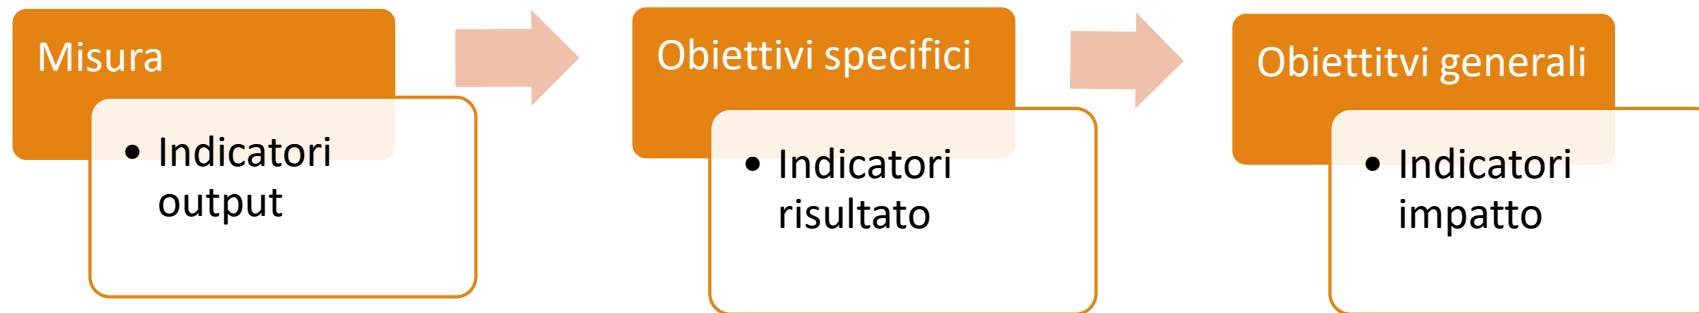 Misura
• Indicatori
output
Obiettivi specifici
• Indicatori
risultato
Obiettitvi generali
• Indicatori
impatto